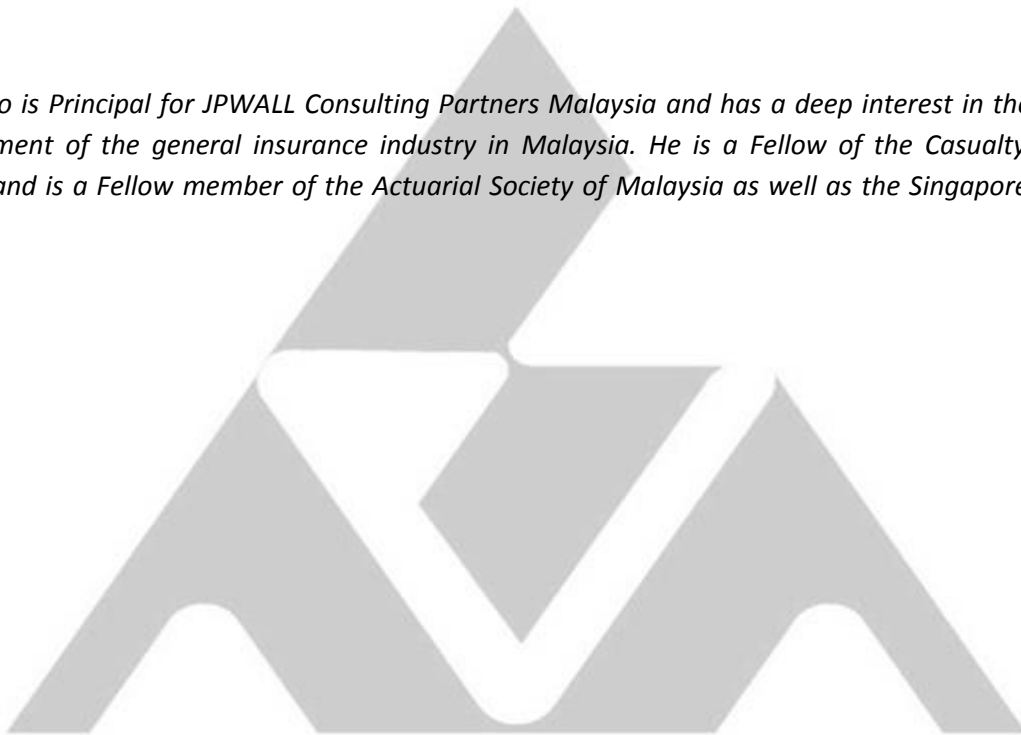 o is Principal for JPWALL Consulting Partners Malaysia and has a deep interest in the
ment of the general insurance industry in Malaysia. He is a Fellow of the Casualty
and is a Fellow member of the Actuarial Society of Malaysia as well as the Singapore